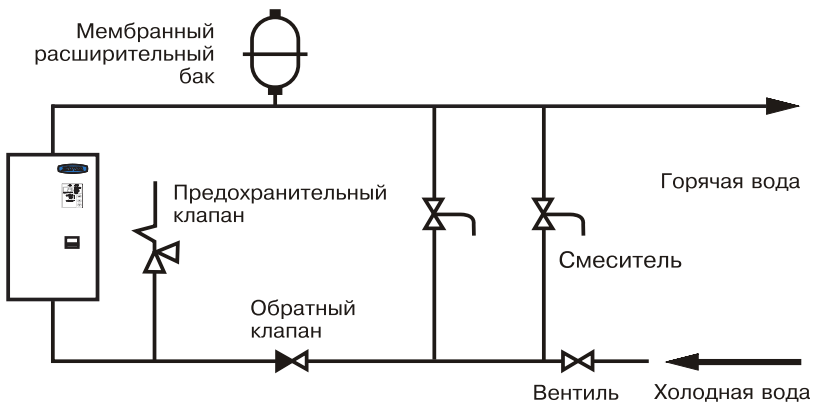 Мембранный
расширительный
бак
Предохранительный
клапан
Горячая вода
Смеситель
Обратный
клапан
Вентиль
Холодная вода